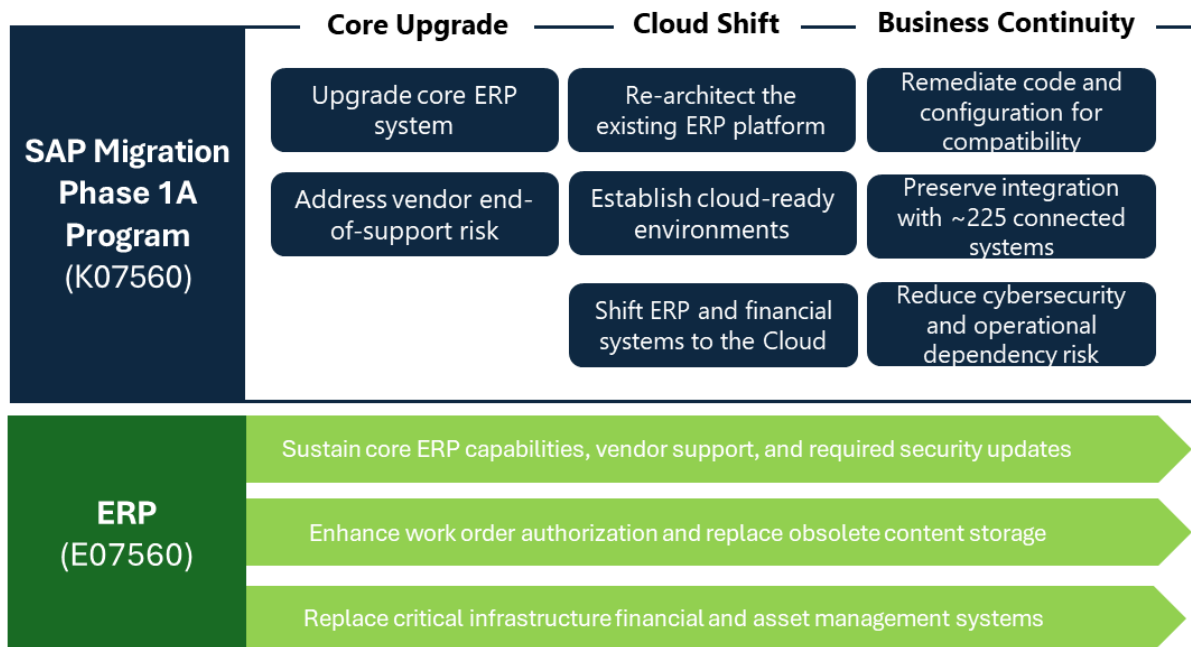 Core Upgrade
Cloud Shift
Business Continuity
SAP Migration
Phase 1A
Program
(K07560)
Upgrade core ERP
system
Re-architect the
existing ERP platform
Remediate code and
configuration for
compatibility
Address vendor end-
of-support risk
Establish cloud-ready
environments
Preserve integration
with ~225 connected
systems
Shift ERP and financial
systems to the Cloud
Reduce cybersecurity
and operational
dependency risk
ERP
(E07560)
Sustain core ERP capabilities, vendor support, and required security updates
Enhance work order authorization and replace obsolete content storage
Replace critical infrastructure financial and asset management systems